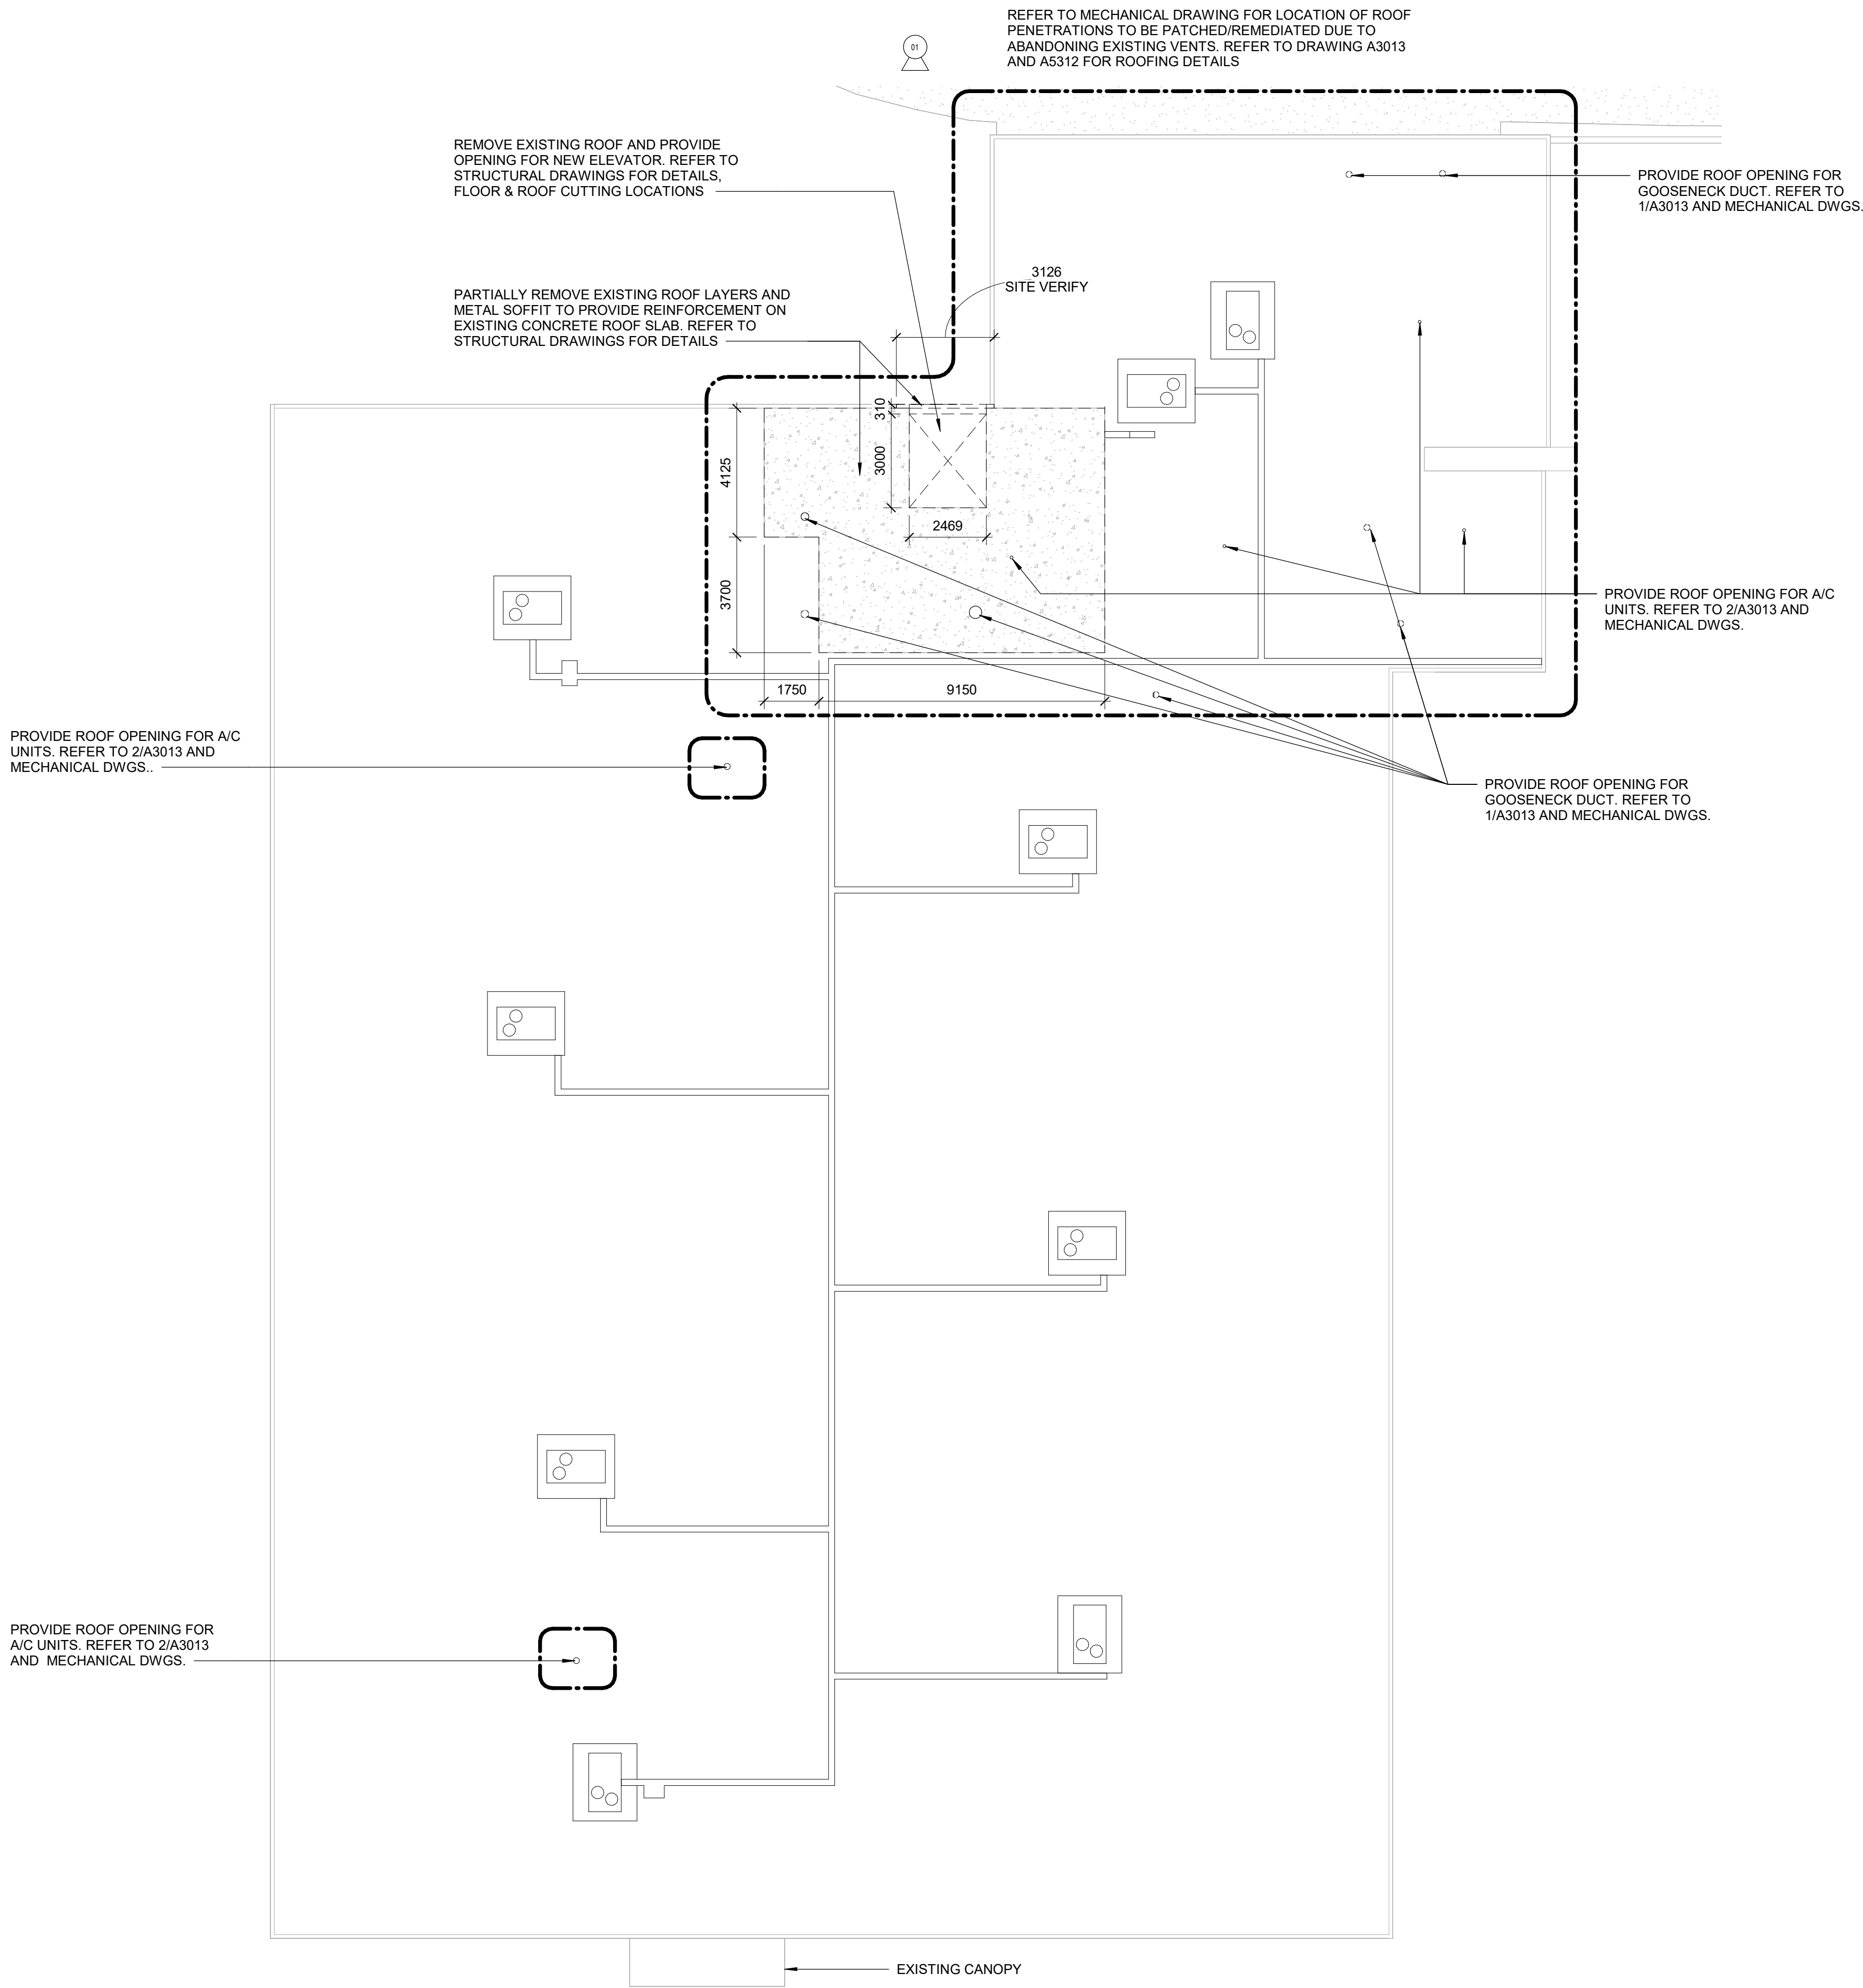 REFER TO MECHANICAL DRAWING FOR LOCATION OF ROOF
PENETRATIONS TO BE PATCHED/REMEDIATED DUE TO
ABANDONING EXISTING VENTS. REFER TO DRAWING A3013
AND A5312 FOR ROOFING DETAILS
01
REMOVE EXISTING ROOF AND PROVIDE
OPENING FOR NEW ELEVATOR. REFER TO
STRUCTURAL DRAWINGS FOR DETAILS,
FLOOR & ROOF CUTTING LOCATIONS
PROVIDE ROOF OPENING FOR
GOOSENECK DUCT. REFER TO
1/A3013 AND MECHANICAL DWGS.
3126
SITE VERIFY
PARTIALLY REMOVE EXISTING ROOF LAYERS AND
METAL SOFFIT TO PROVIDE REINFORCEMENT ON
EXISTING CONCRETE ROOF SLAB. REFER TO
STRUCTURAL DRAWINGS FOR DETAILS
310
4125
3000
2469
3700
PROVIDE ROOF OPENING FOR A/C
UNITS. REFER TO 2/A3013 AND
MECHANICAL DWGS.
1750
9150
PROVIDE ROOF OPENING FOR A/C
UNITS. REFER TO 2/A3013 AND
MECHANICAL DWGS..
PROVIDE ROOF OPENING FOR
GOOSENECK DUCT. REFER TO
1/A3013 AND MECHANICAL DWGS.
PROVIDE ROOF OPENING FOR
A/C UNITS. REFER TO 2/A3013
AND MECHANICAL DWGS.
EXISTING CANOPY